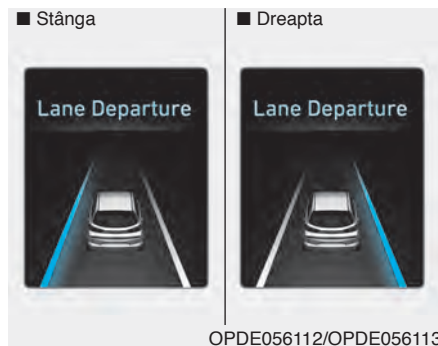 ■ Stânga
■ Dreapta
Lane Departure
Lane Departure
OPDE056112/OPDE056113